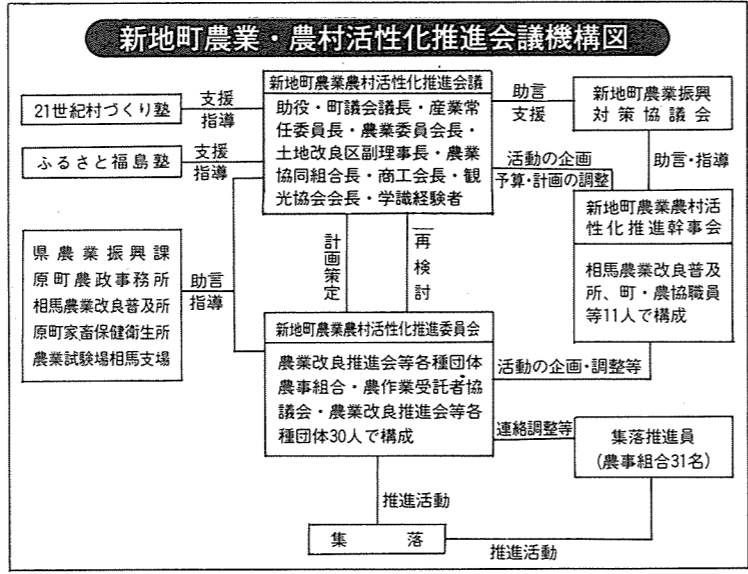 新地町農業・農村活性化推進会議機構図
新地町農業農村活性化推進会議
助役・町議会議長・産業常
任委員長・農業委員会長・
土地改良区副理事長・農業
協同組合長・商工会長・観
光協会会長・学識経験者
21世紀村づくり塾
支援
指導
ふるさと福島塾
支援
指導
助言
支援
新地町農業振興
対策協議会
活動の企画
予算・計画の調整
助言・指導
新地町農業農村活
性化推進幹事会
相馬農業改良普及
所、町・農協職員
等11人で構成
県農業振興課
原町農政事務所
相馬農業改良普及所
原町家畜保健衛生所
農業試験場相馬支場
助言
指導
計画策定
再検討
新地町農業農村活性化推進委員会
農業改良推進会等各種団体
農事組合・農作業受託者協
議会・農業改良推進会等各
種団体30人で構成
活動の企画・調整等
連絡調整等
集落推進員
(農事組合31名)
推進活動
集落
推進活動